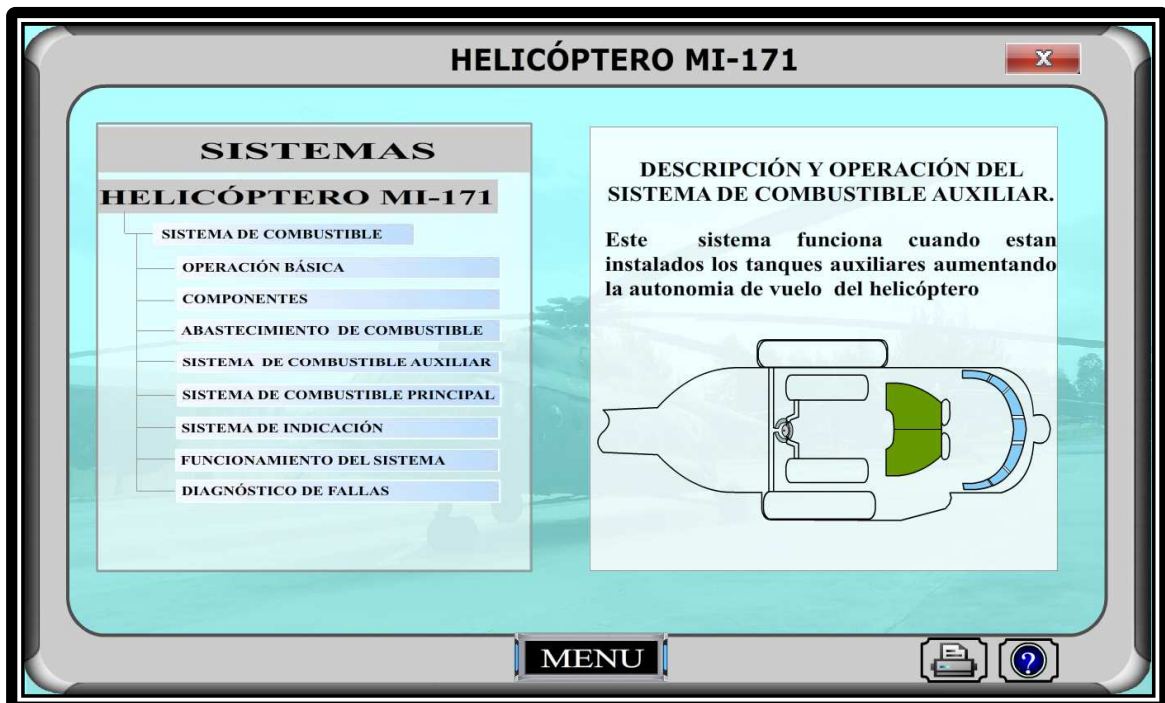 HELICÓPTERO MI-171
X
SISTEMAS
HELICÓPTERO MI-171
SISTEMA DE COMBUSTIBLE
OPERACIÓN BÁSICA
COMPONENTES
ABASTECIMIENTO DE COMBUSTIBLE
SISTEMA DE COMBUSTIBLE AUXILIAR
SISTEMA DE COMBUSTIBLE PRINCIPAL
SISTEMA DE INDICACIÓN
FUNCIONAMIENTO DEL SISTEMA
DIAGNÓSTICO DE FALLAS
DESCRIPCIÓN Y OPERACIÓN DEL
SISTEMA DE COMBUSTIBLE AUXILIAR.
Este sistema funciona cuando estan
instalados los tanques auxiliares aumentando
la autonomia de vuelo del helicóptero
MENU
?